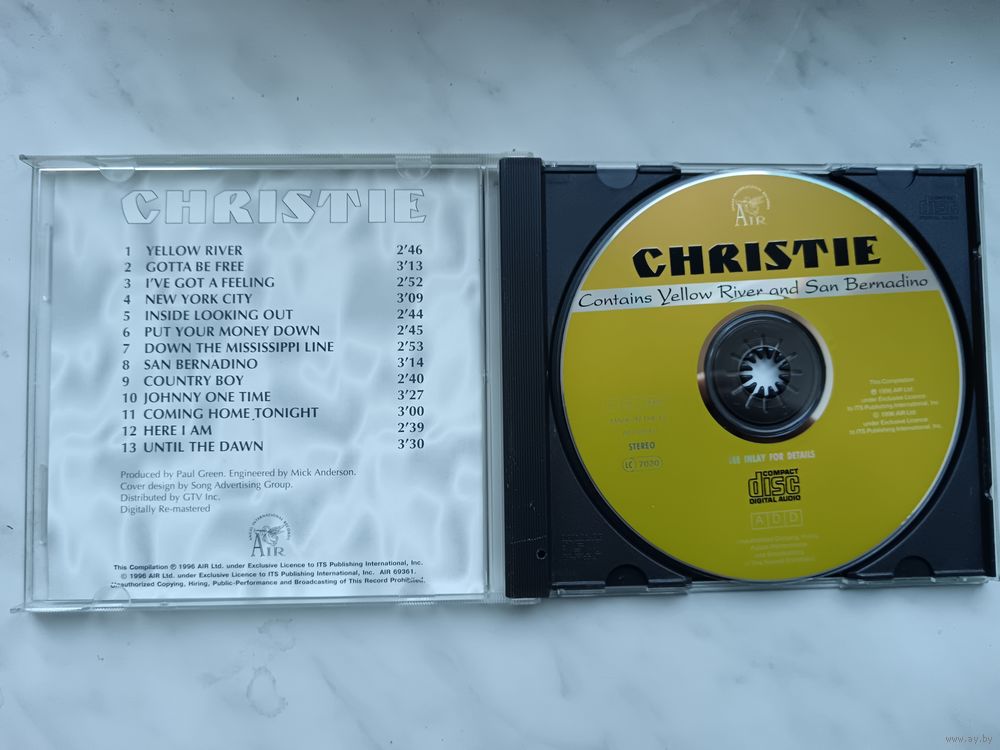 CHRISTIE
1 YELLOW RIVER 2'46
2 GOTTA BE FREE 3'13
3 I'VE GOT A FEELING 2'52
4 NEW YORK CITY 3'09
5 INSIDE LOOKING OUT 2'44
6 PUT YOUR MONEY DOWN 2'45
7 DOWN THE MISSISSIPPI LINE 2'53
8 SAN BERNADINO 3'14
9 COUNTRY BOY 2'40
10 JOHNNY ONE TIME 3'27
11 COMING HOME TONIGHT 3'00
12 HERE I AM 2'39
13 UNTIL THE DAWN 3'30
Produced by Paul Green. Engineered by Mick Anderson.
Cover design by Song Advertising Group.
Distributed by GTV Inc.
Digitally Re-mastered
AIR
This Compilation ℗ 1996 AIR Ltd. under Exclusive Licence to ITS Publishing International, Inc.
© 1996 AIR Ltd. under Exclusive Licence to ITS Publishing International, Inc. AIR 69361.
Unauthorized Copying, Hiring, Public-Performance and Broadcasting of This Record Prohibited.
AIR
CHRISTIE
Contains Yellow River and San Bernadino
This Compilation
℗ 1996 AIR Ltd.
under Exclusive Licence
to ITS Publishing International, Inc.
© 1996 AIR Ltd.
under Exclusive Licence
to ITS Publishing International, Inc.
STEREO
LC 7020
INLAY FOR DETAILS
COMPACT
disc
DIGITAL AUDIO
ADD
www.ay.by